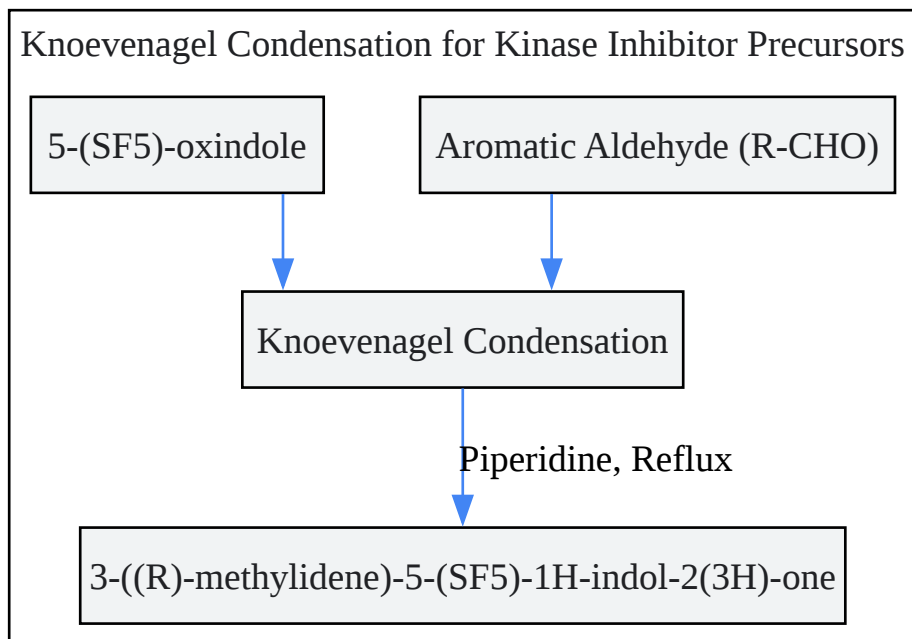 Knoevenagel Condensation for Kinase Inhibitor Precursors
5-(SF5)-oxindole
Aromatic Aldehyde (R-CHO)
Knoevenagel Condensation
Piperidine, Reflux
3-((R)-methylidene)-5-(SF5)-1H-indol-2(3H)-one